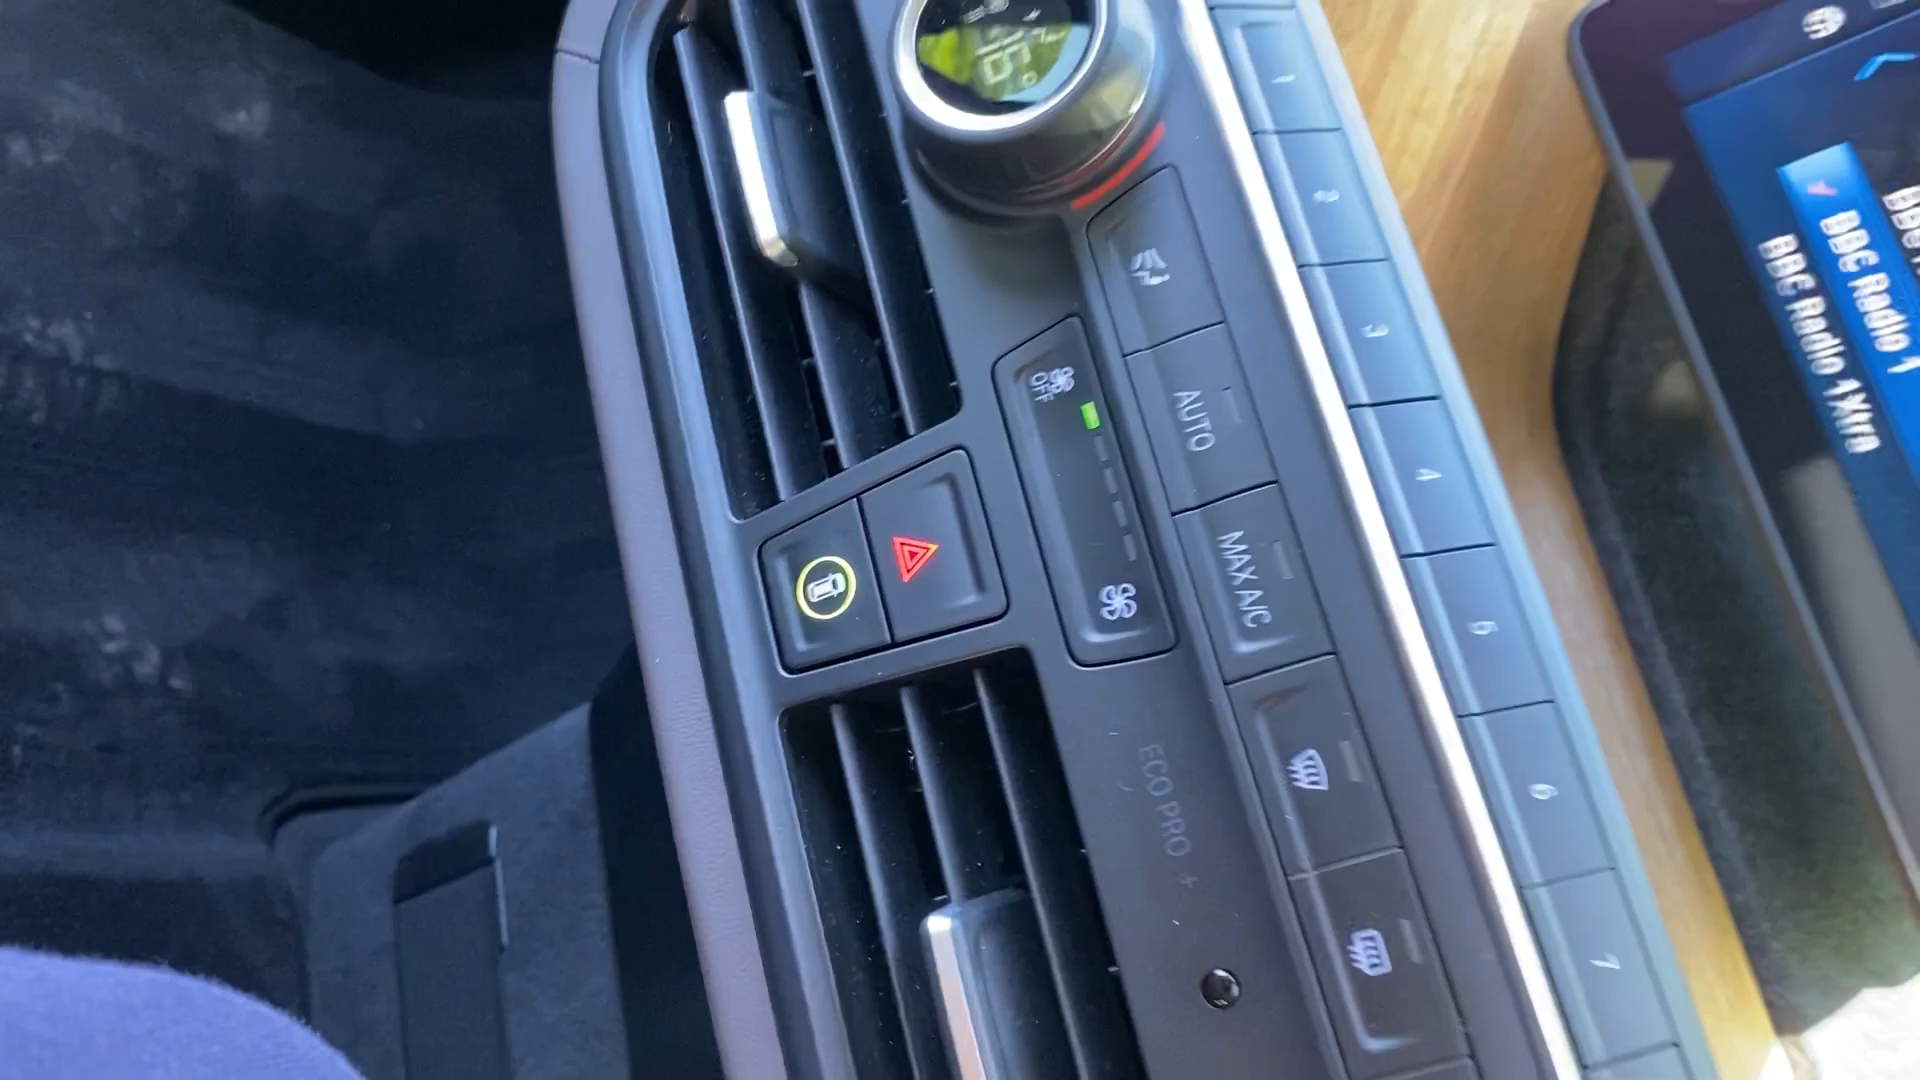 16°
1
2
3
4
5
6
7
OFF
AUTO
MAX A/C
ECO PRO +
BBC Radio 1
BBC Radio 1Xtra